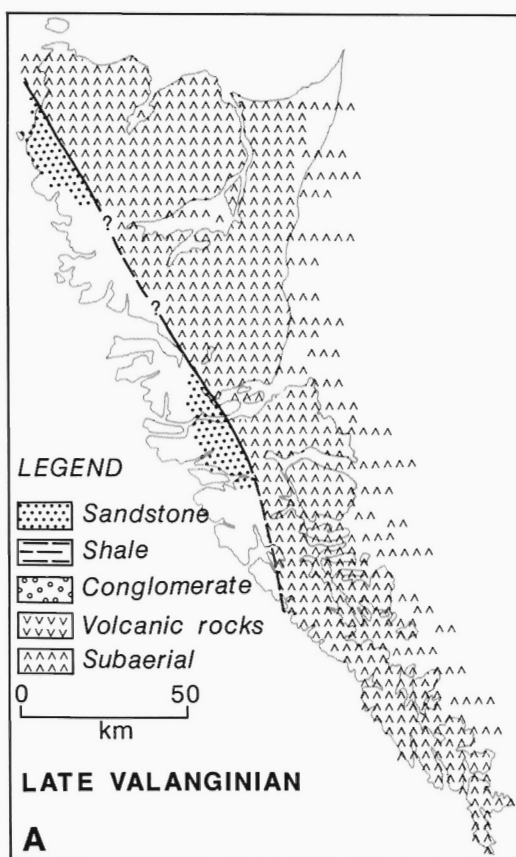 ?
?
LEGEND
Sandstone
Shale
Conglomerate
Volcanic rocks
Subaerial
0 50
km
LATE VALANGINIAN
A